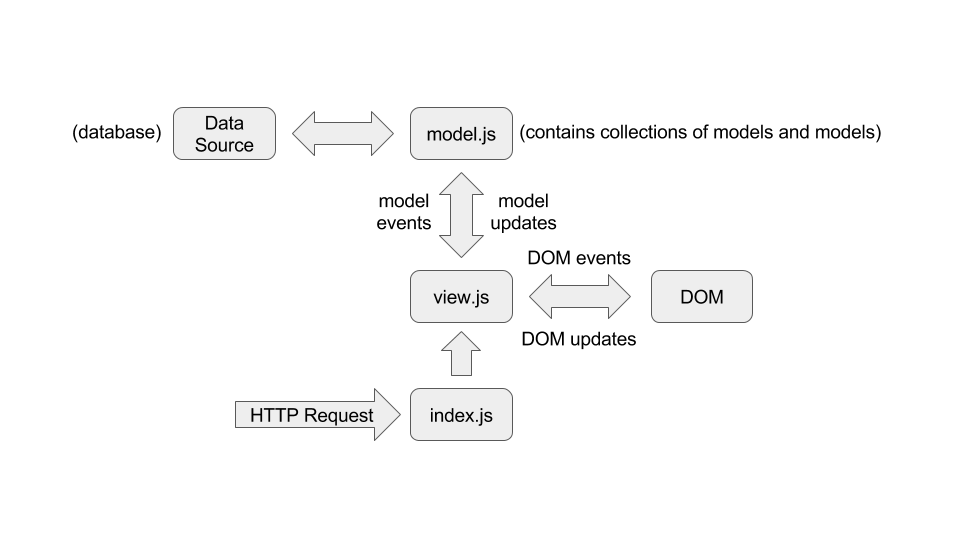 (database)
Data
Source
model.js
(contains collections of models and models)
model
events
model
updates
DOM events
view.js
DOM
DOM updates
HTTP Request
index.js